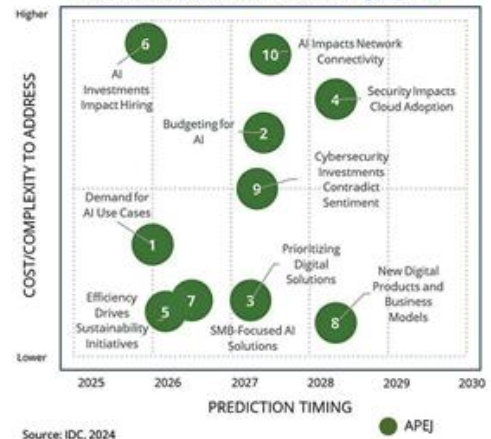 Higher
COST/COMPLEXITY TO ADDRESS
Lower
6
AI
Investments
Impact Hiring
10
AI Impacts Network
Connectivity
4
Security Impacts
Cloud Adoption
Budgeting for
AI
2
9
Cybersecurity
Investments
Contradict
Sentiment
Demand for
AI Use Cases
1
Prioritizing
Digital
Solutions
New Digital
Products and
Business
Models
Efficiency
Drives
Sustainability
Initiatives
5
7
3
8
SMB-Focused AI
Solutions
2025 2026 2027 2028 2029 2030
PREDICTION TIMING
APEJ
Source: IDC, 2024